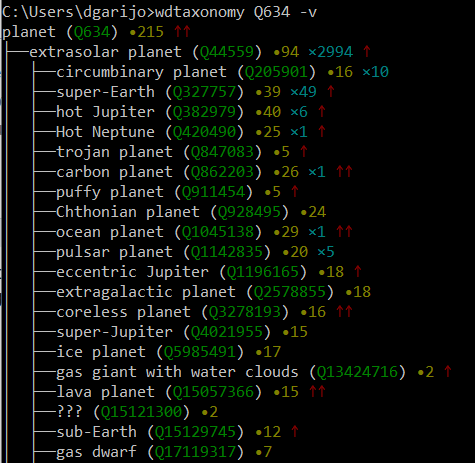 C:\Users\dgarijo>wdtaxonomy Q634 -v
planet (Q634) •215 ↑↑
├──extrasolar planet (Q44559) •94 ×2994 ↑
│  ├──circumbinary planet (Q205901) •16 ×10
│  ├──super-Earth (Q327757) •39 ×49 ↑
│  ├──hot Jupiter (Q382979) •40 ×6 ↑
│  ├──Hot Neptune (Q420490) •25 ×1 ↑
│  ├──trojan planet (Q847083) •5 ↑
│  ├──carbon planet (Q862203) •26 ×1 ↑↑
│  ├──puffy planet (Q911454) •5 ↑
│  ├──Chthonian planet (Q928495) •24
│  ├──ocean planet (Q1045138) •29 ×1 ↑↑
│  ├──pulsar planet (Q1142835) •20 ×5
│  ├──eccentric Jupiter (Q1196165) •18 ↑
│  ├──extragalactic planet (Q2578855) •18
│  ├──coreless planet (Q3278193) •16 ↑↑
│  ├──super-Jupiter (Q4021955) •15
│  ├──ice planet (Q5985491) •17
│  ├──gas giant with water clouds (Q13424716) •2 ↑
│  ├──lava planet (Q15057366) •15 ↑↑
│  ├──??? (Q15121300) •2
│  ├──sub-Earth (Q15129745) •12 ↑
│  ├──gas dwarf (Q17119317) •7